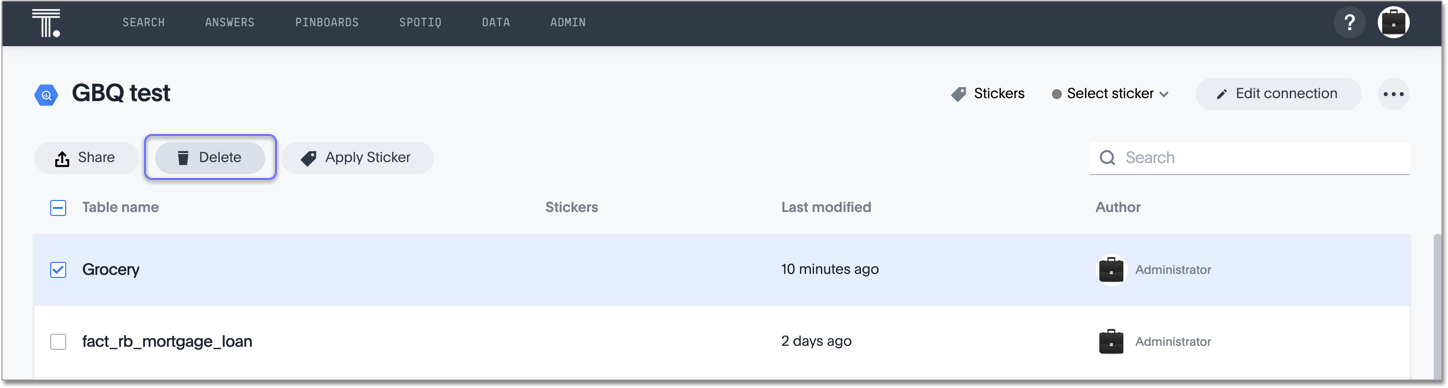 T.
SEARCH ANSWERS PINBOARDS SPOTIQ DATA ADMIN ?
GBQ test
Stickers Select sticker Edit connection
Share Delete Apply Sticker Search
Table name Stickers Last modified Author
Grocery 10 minutes ago Administrator
fact_rb_mortgage_loan 2 days ago Administrator